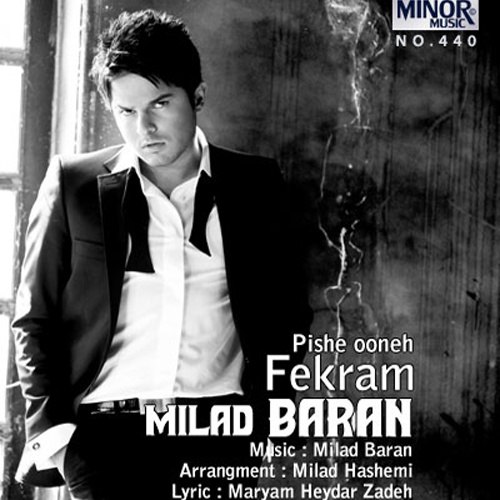 MINOR©
MUSIC
NO.440
Pishe ooneh
Fekram
MILAD BARAN
Music : Milad Baran
Arrangment : Milad Hashemi
Lyric : Maryam Heydar Zadeh